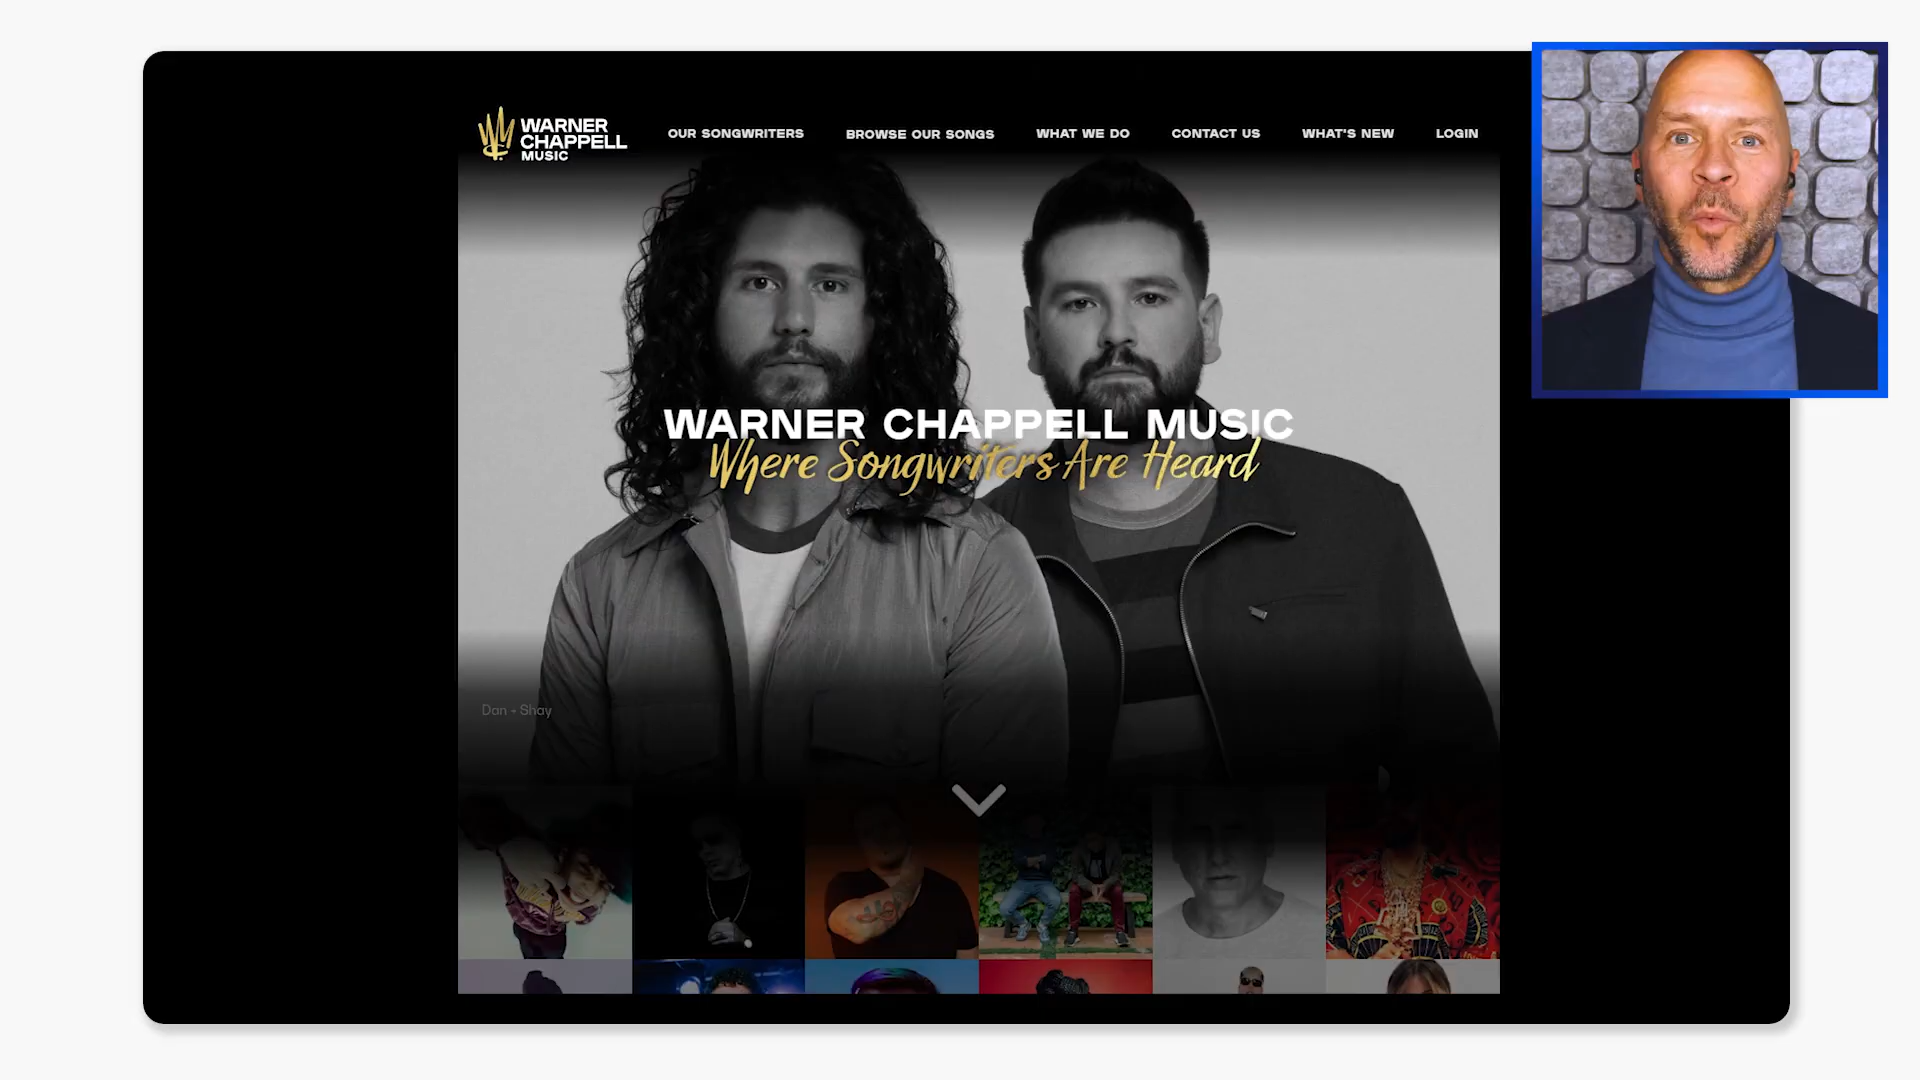 WARNER
CHAPPELL
MUSIC
OUR SONGWRITERS
BROWSE OUR SONGS
WHAT WE DO
CONTACT US
WHAT'S NEW
LOGIN
WARNER CHAPPELL MUSIC
Where Songwriters Are Heard
Dan + Shay